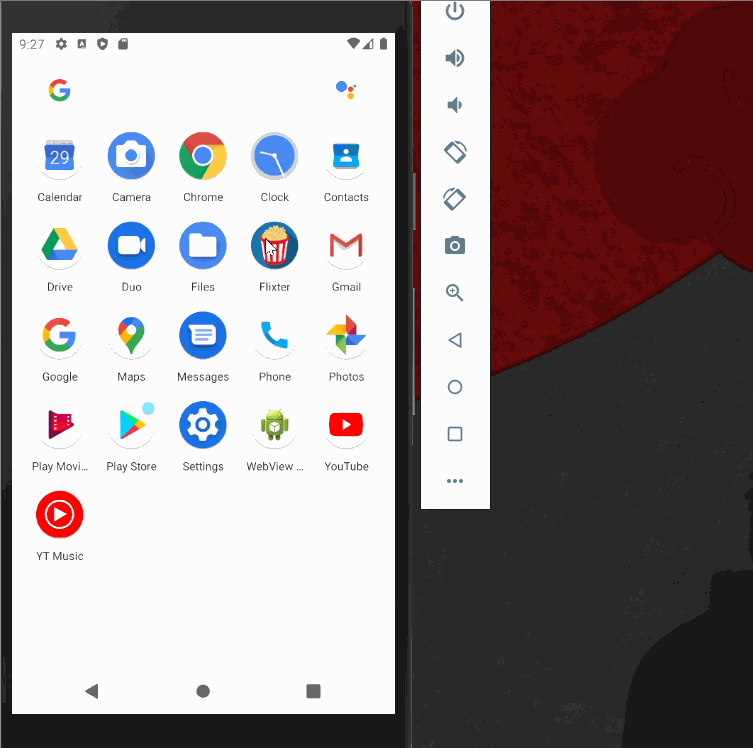 9:27
Calendar Camera Chrome Clock Contacts
29
Drive Duo Files Flixter Gmail
Google Maps Messages Phone Photos
Play Movi... Play Store Settings WebView ... YouTube
YT Music